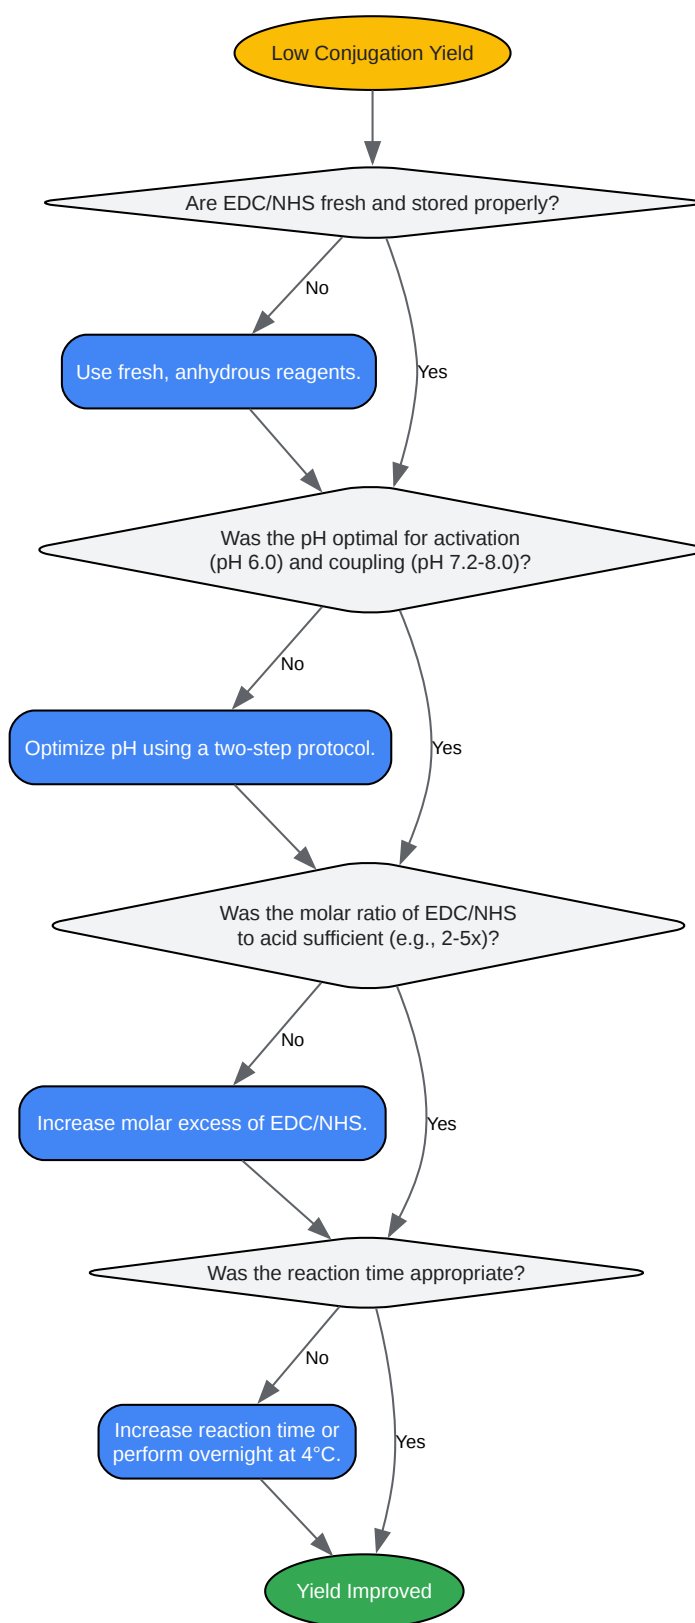 Low Conjugation Yield
Are EDC/NHS fresh and stored properly?
No
Use fresh, anhydrous reagents.
Yes
Was the pH optimal for activation
(pH 6.0) and coupling (pH 7.2-8.0)?
No
Optimize pH using a two-step protocol.
Yes
Was the molar ratio of EDC/NHS
to acid sufficient (e.g., 2-5x)?
No
Increase molar excess of EDC/NHS.
Yes
Was the reaction time appropriate?
No
Increase reaction time or
perform overnight at 4°C.
Yes
Yield Improved